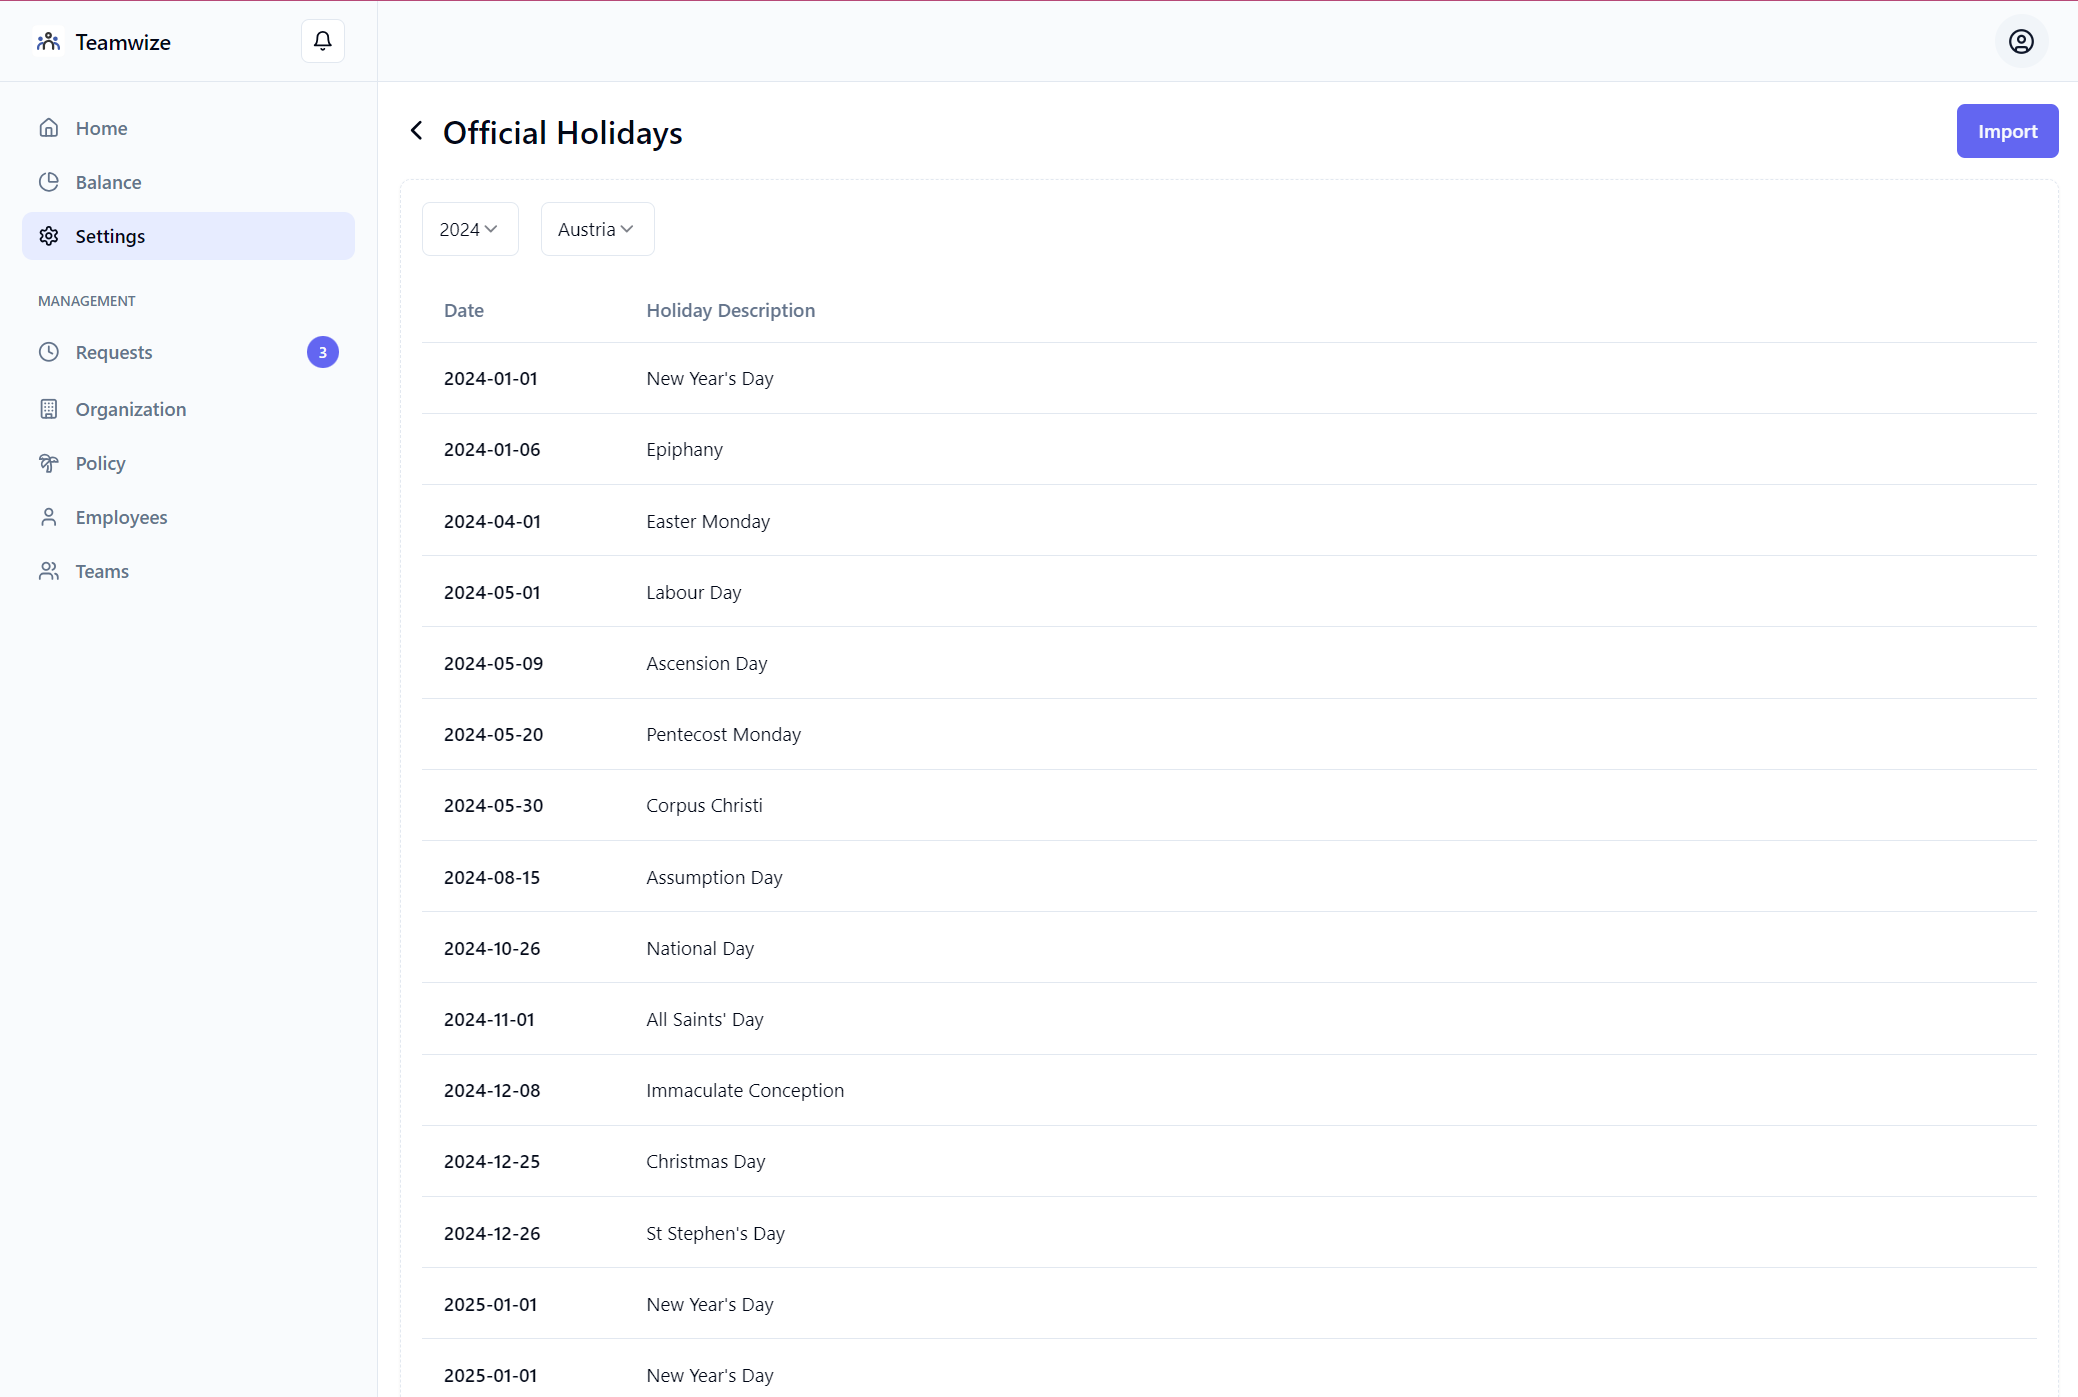 Teamwize
Home
Balance
Settings
MANAGEMENT
Requests 3
Organization
Policy
Employees
Teams
Official Holidays
Import
2024 Austria
Date Holiday Description
2024-01-01 New Year's Day
2024-01-06 Epiphany
2024-04-01 Easter Monday
2024-05-01 Labour Day
2024-05-09 Ascension Day
2024-05-20 Pentecost Monday
2024-05-30 Corpus Christi
2024-08-15 Assumption Day
2024-10-26 National Day
2024-11-01 All Saints' Day
2024-12-08 Immaculate Conception
2024-12-25 Christmas Day
2024-12-26 St Stephen's Day
2025-01-01 New Year's Day
2025-01-01 New Year's Day